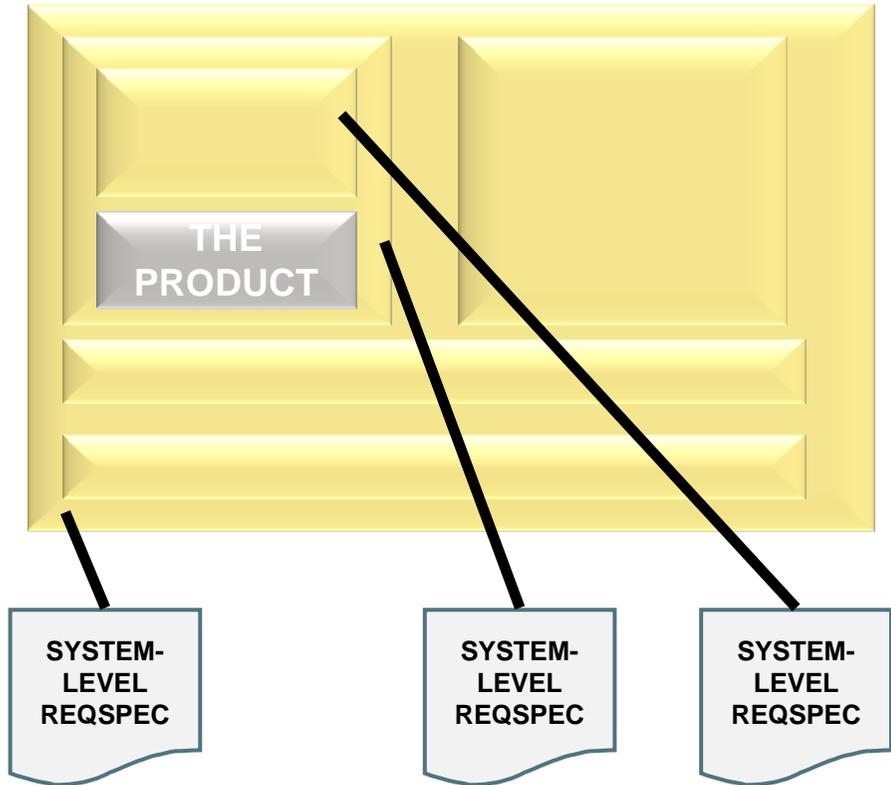 THE
PRODUCT
SYSTEM-
LEVEL
REQSPEC
SYSTEM-
LEVEL
REQSPEC
SYSTEM-
LEVEL
REQSPEC